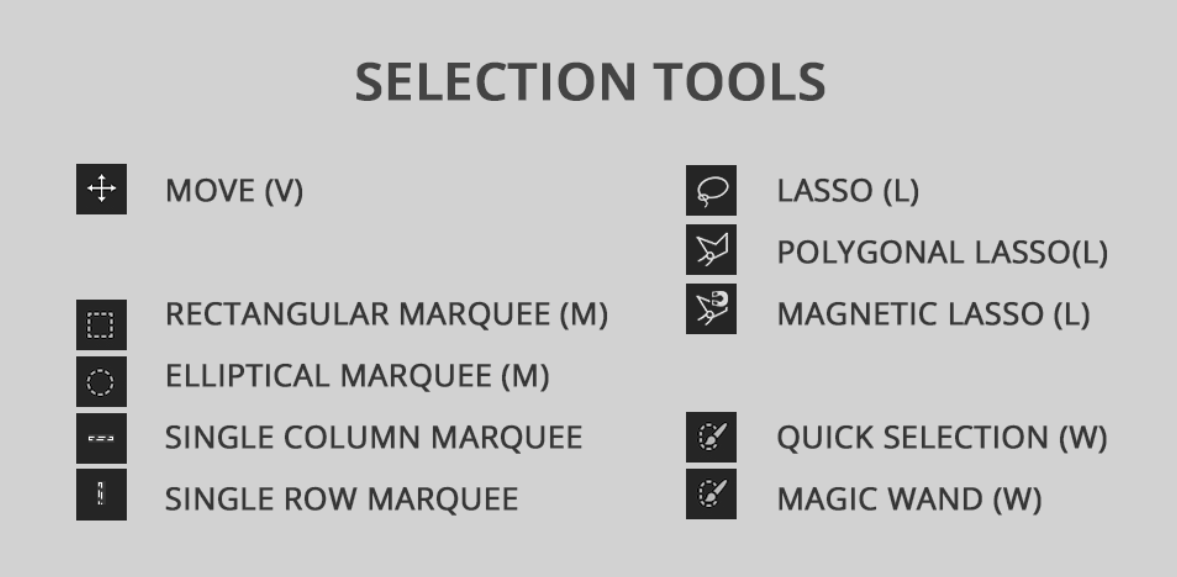 SELECTION TOOLS
MOVE (V)
RECTANGULAR MARQUEE (M)
ELLIPTICAL MARQUEE (M)
SINGLE COLUMN MARQUEE
SINGLE ROW MARQUEE
LASSO (L)
POLYGONAL LASSO(L)
MAGNETIC LASSO (L)
QUICK SELECTION (W)
MAGIC WAND (W)